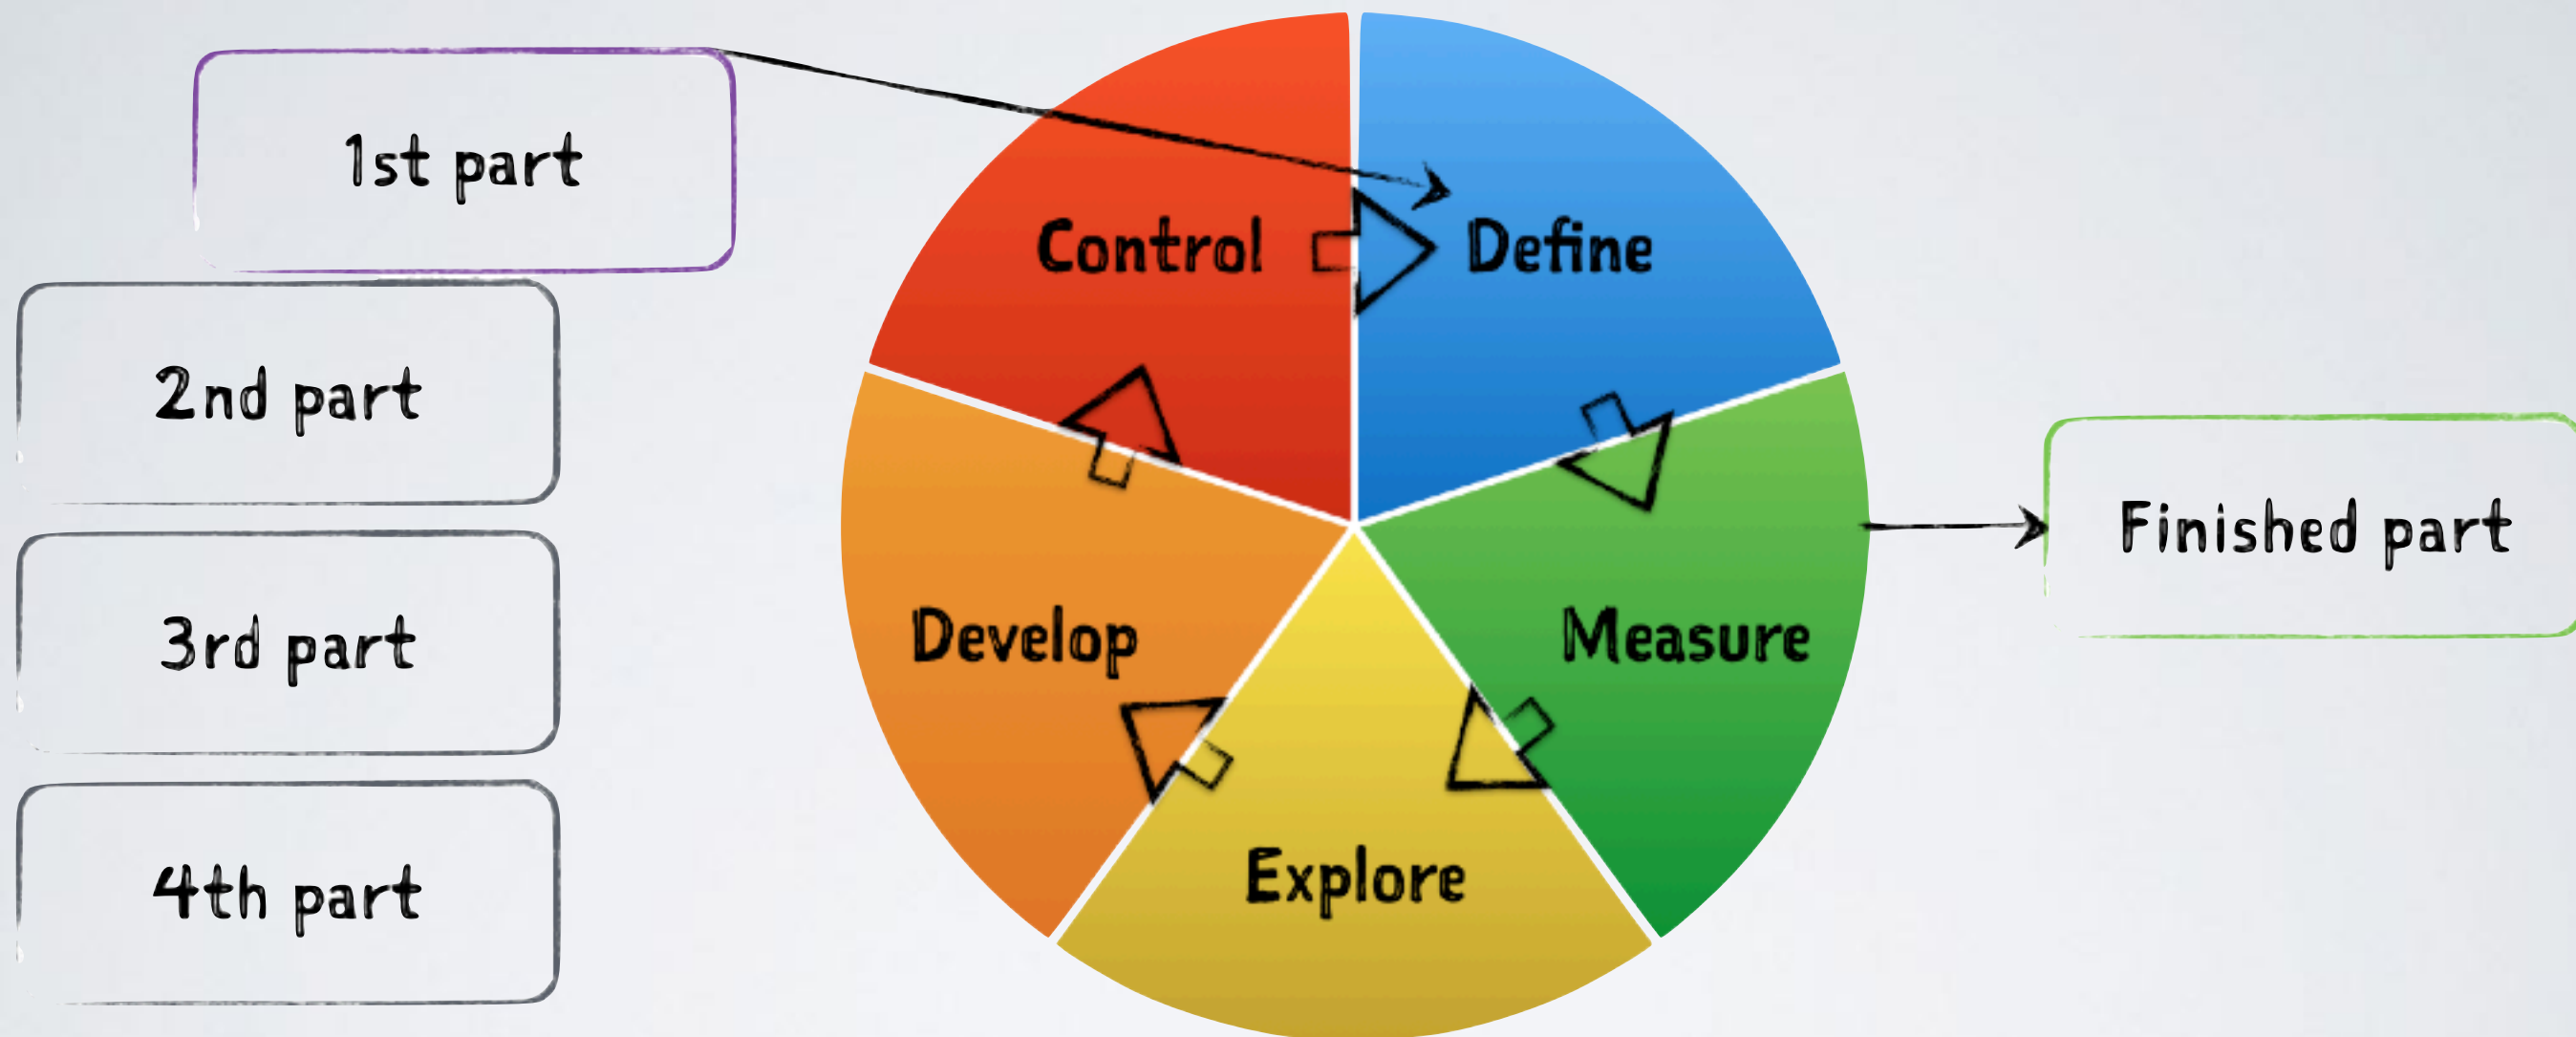 1st part
2nd part
3rd part
4th part
Control
Define
Develop
Measure
Explore
Finished part